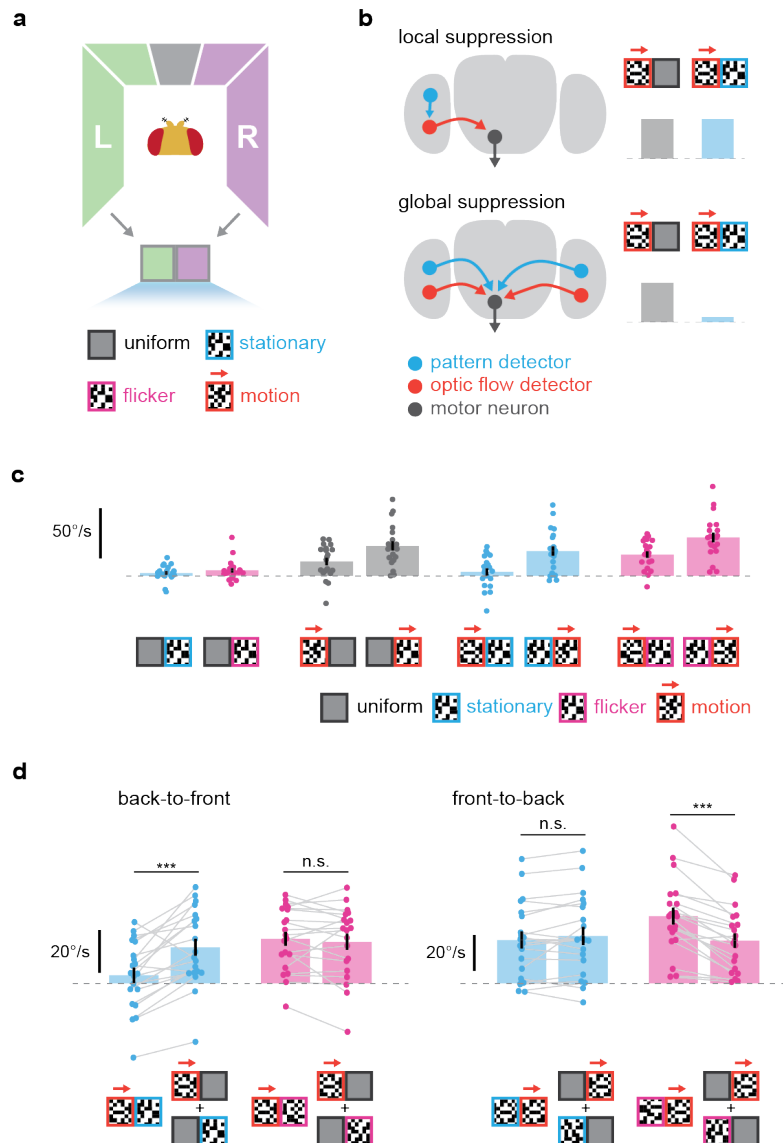 a
L
R
uniform
stationary
flicker
motion
b
local suppression
global suppression
pattern detector
optic flow detector
motor neuron
c
50°/s
uniform
stationary
flicker
motion
d
back-to-front
front-to-back
***
n.s.
n.s.
***
20°/s
20°/s
+
+
+
+